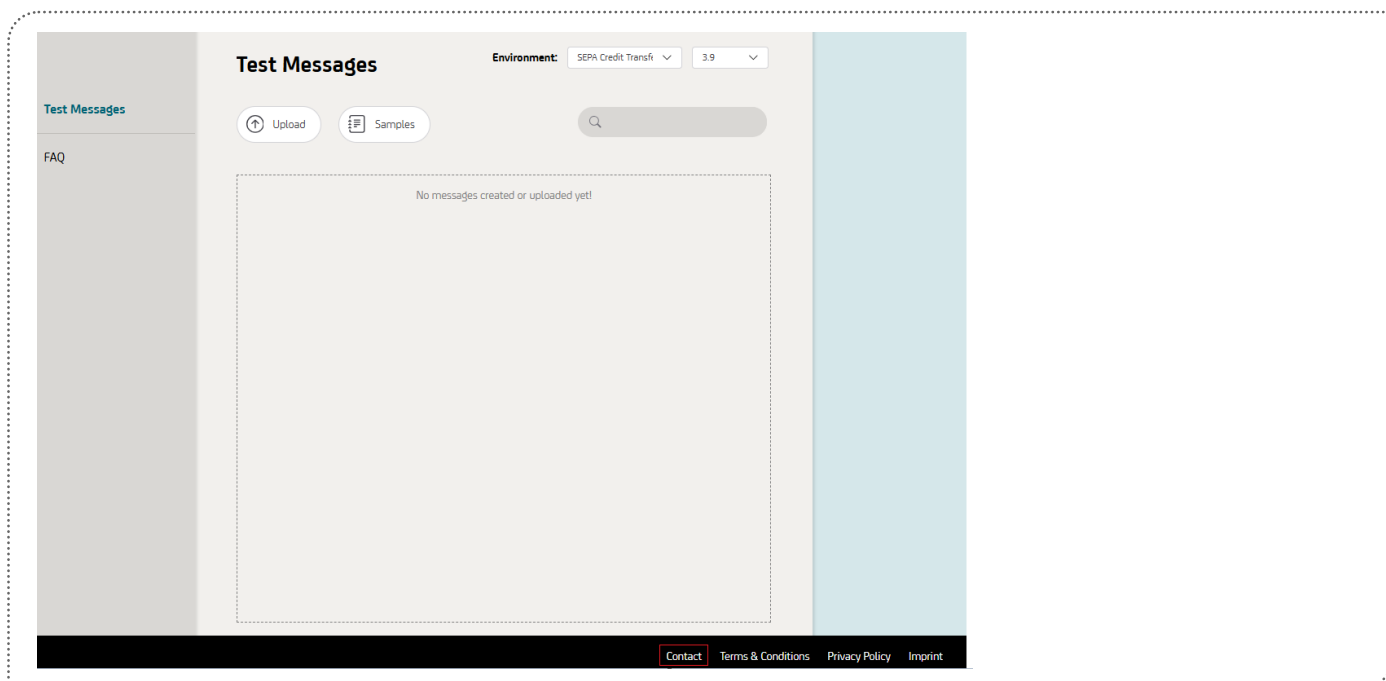 Test Messages
Environment:
SEPA Credit Transfe
3.9
Test Messages
Upload
Samples
FAQ
No messages created or uploaded yet!
Contact
Terms & Conditions
Privacy Policy
Imprint